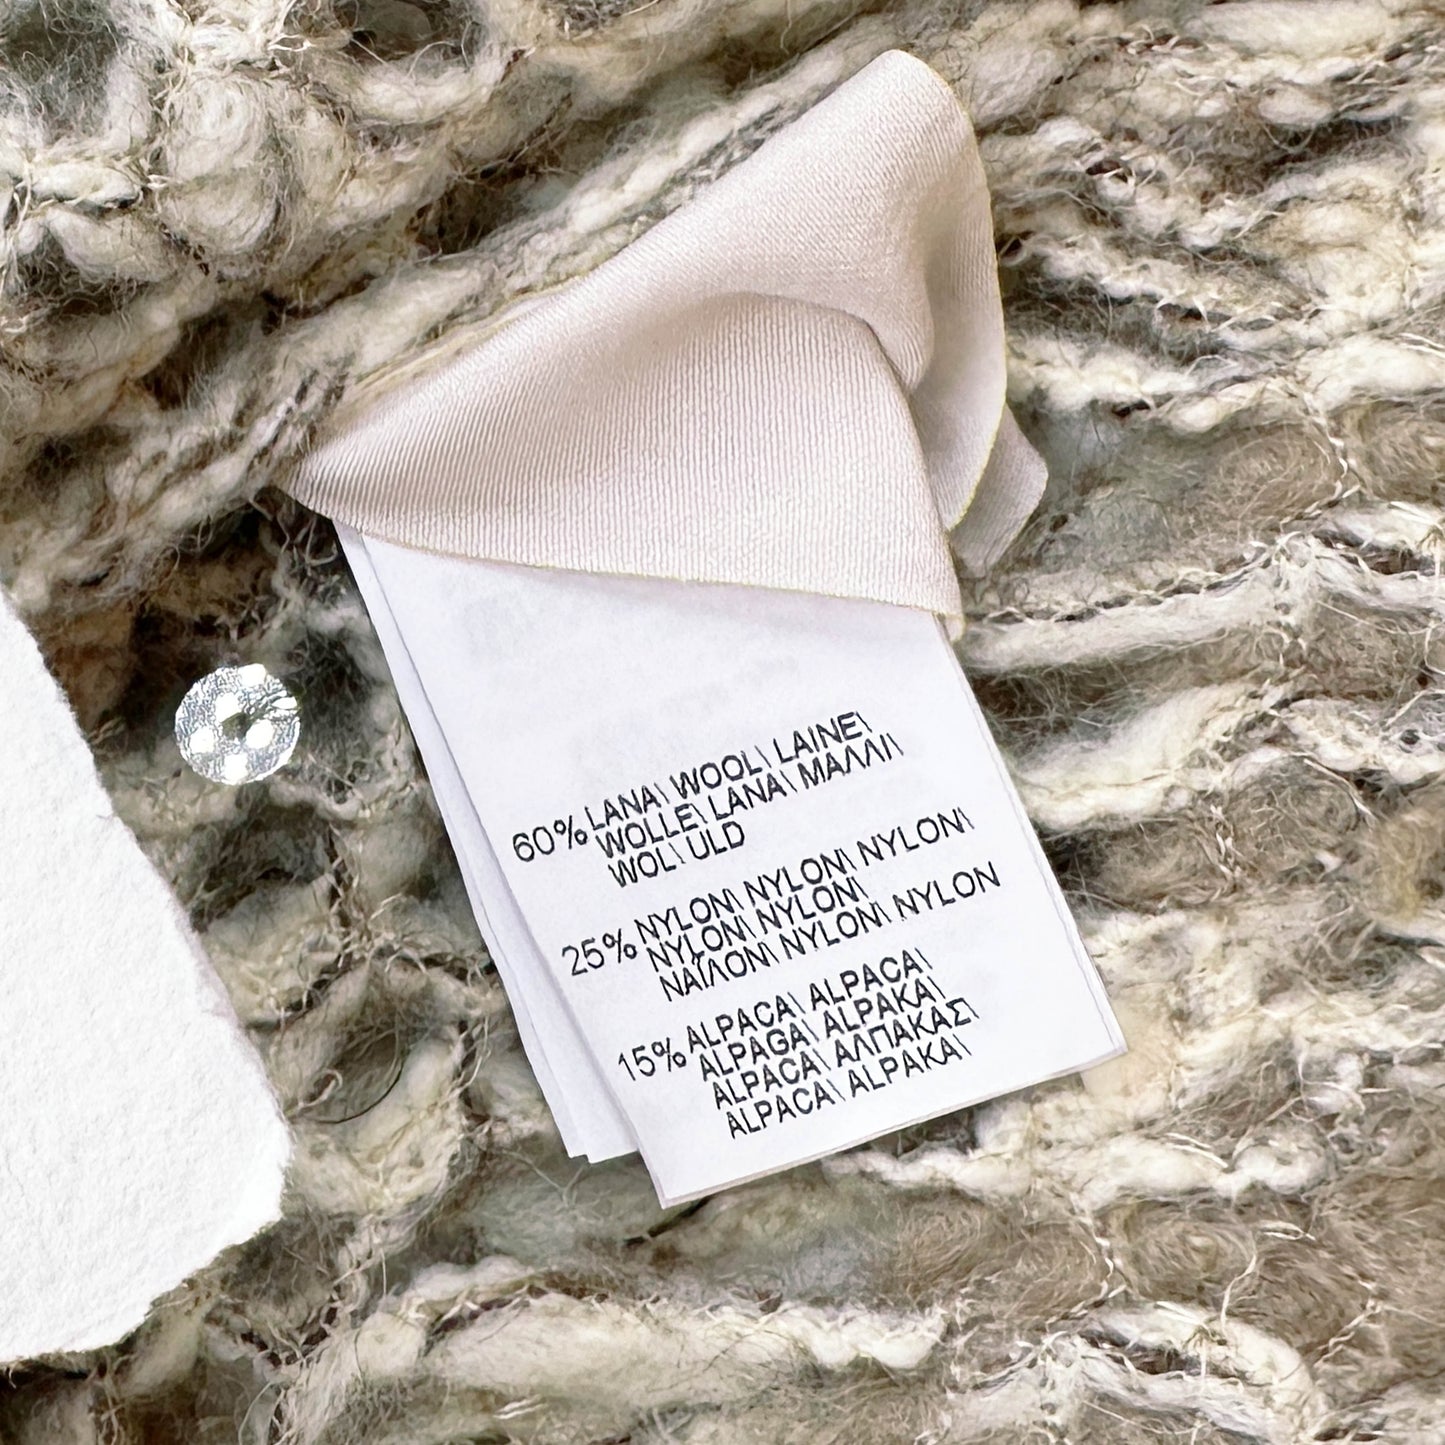 60% LANA\ WOOL\ LAINE\
WOLLE\ LANA\ ΜΑΛΛΙ\
WOL\ ULD
25% NYLON\ NYLON\ NYLON\
NYLON\ NYLON\
ΝΑΪΛΟΝ\ NYLON\ NYLON
15% ALPACA\ ALPACA\
ALPAGA\ ALPAKA\
ALPACA\ ΑΛΠΑΚΑΣ\
ALPACA\ ALPAKA\